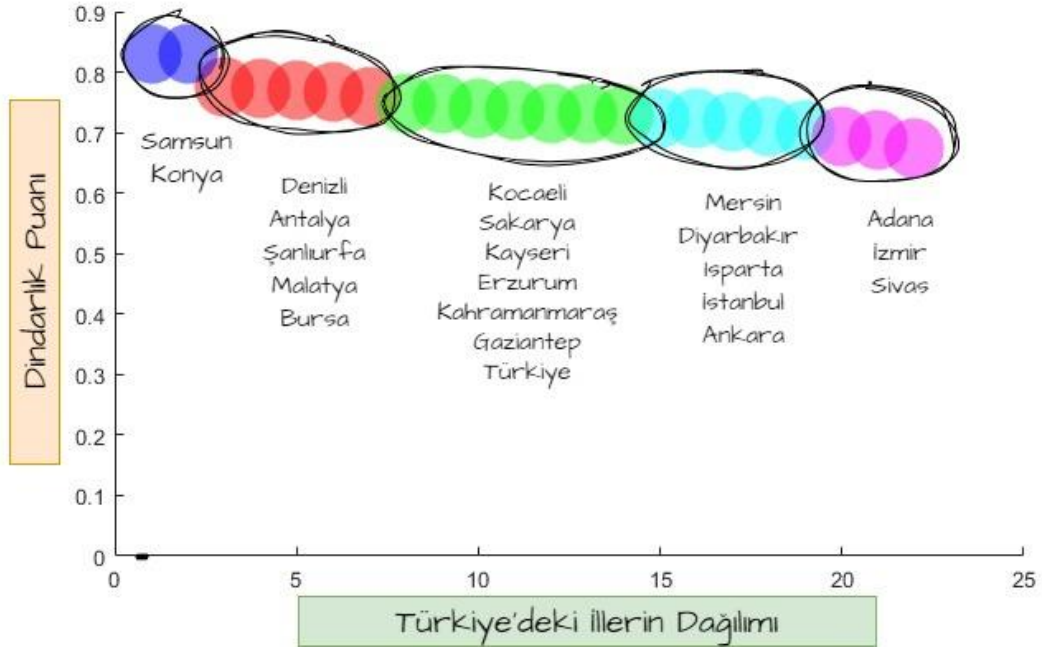 0.9
0.8
0.7
0.6
0.5
0.4
0.3
0.2
0.1
0
Dindarlık Puanı
Samsun
Konya
Denizli
Antalya
Şanlıurfa
Malatya
Bursa
Kocaeli
Sakarya
Kayseri
Erzurum
Kahramanmaraş
Gaziantep
Türkiye
Mersin
Diyarbakır
Isparta
İstanbul
Ankara
Adana
İzmir
Sivas
0 5 10 15 20 25
Türkiye'deki İllerin Dağılımı